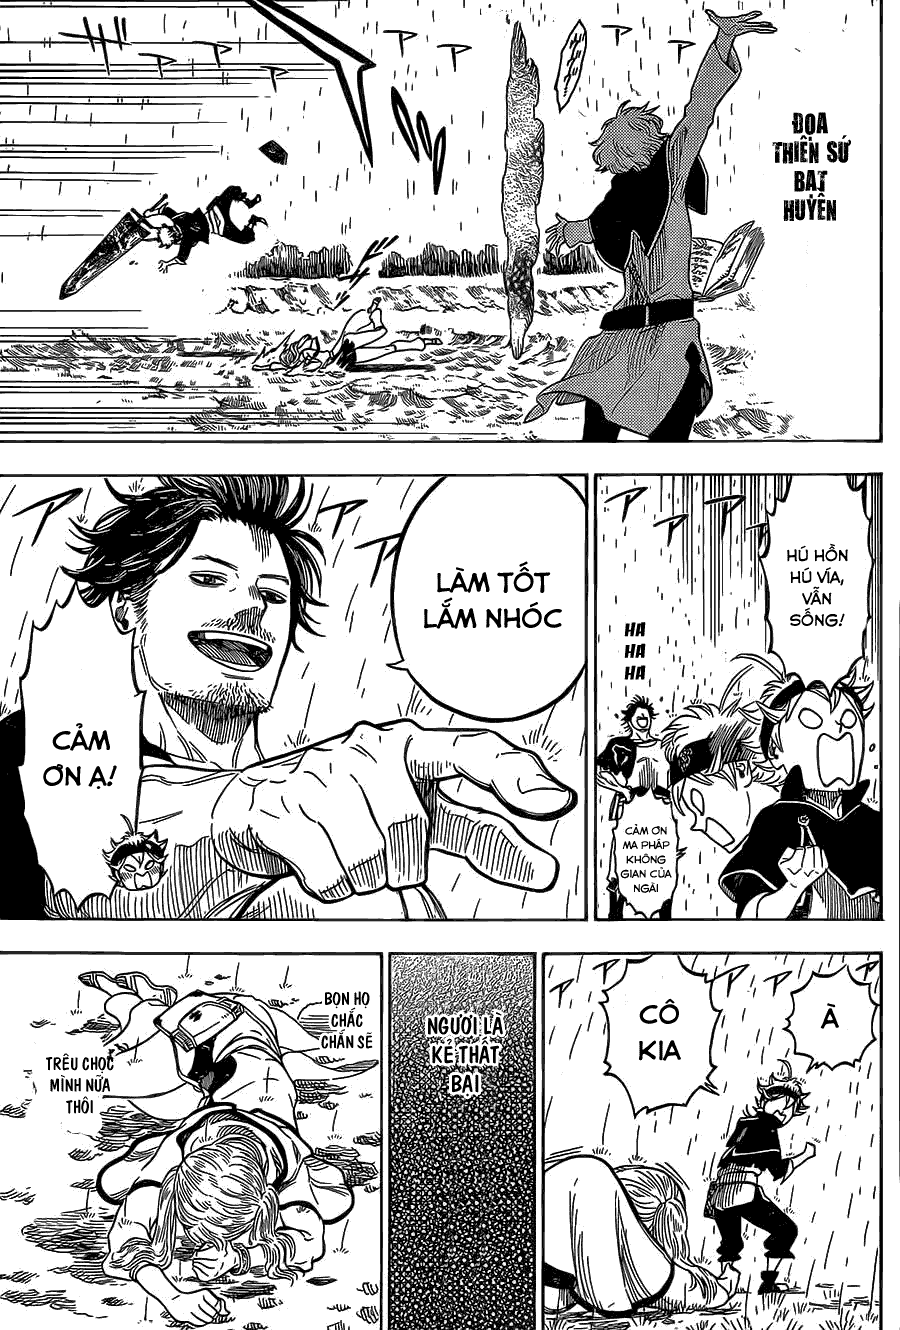 ĐỌA
THIÊN SỨ
BẠT
HUYÊN
HÚ HỒN
HÚ VÍA,
VẪN
SỐNG!
HA
HA
HA
CẢM ƠN
MA PHÁP
KHÔNG
GIAN CỦA
NGÀI
LÀM TỐT
LẮM NHÓC
CẢM
ƠN Ạ!
À
CÔ
KIA
NGƯƠI LÀ
KẺ THẤT
BẠI
BỌN HỌ
CHẮC
CHẮN SẼ
TRÊU CHỌC
MÌNH NỮA
THÔI